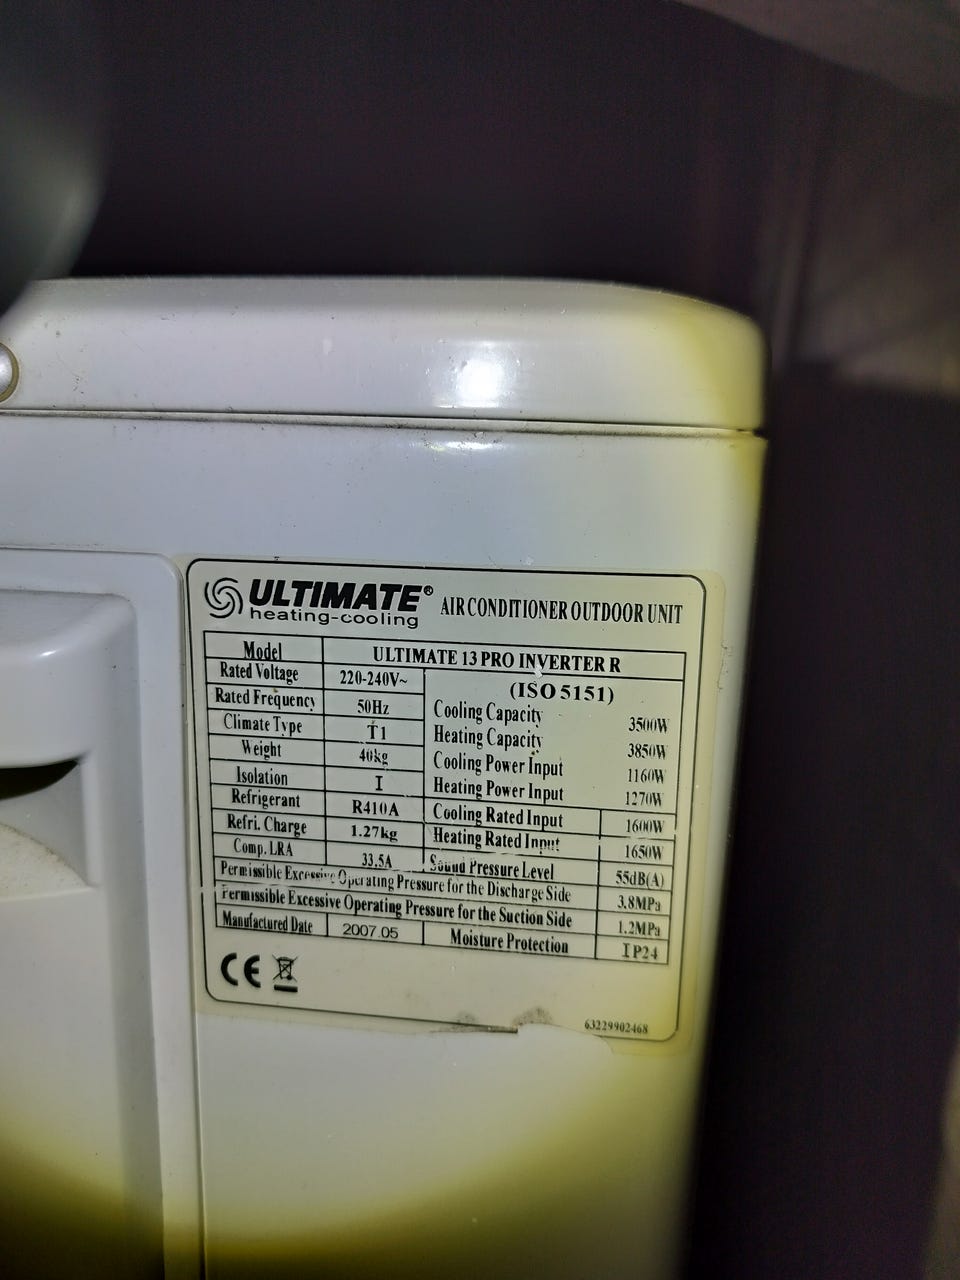 ULTIMATE®
heating-cooling
AIR CONDITIONER OUTDOOR UNIT
Model ULTIMATE 13 PRO INVERTER R
Rated Voltage 220-240V~
Rated Frequency 50Hz
Climate Type T1
Weight 40kg
Isolation I
Refrigerant R410A
Refri. Charge 1.27kg
Comp. LRA 33.5A
(ISO 5151)
Cooling Capacity 3500W
Heating Capacity 3850W
Cooling Power Input 1160W
Heating Power Input 1270W
Cooling Rated Input 1600W
Heating Rated Input 1650W
Sound Pressure Level 55dB(A)
Permissible Excessive Operating Pressure for the Discharge Side 3.8MPa
Permissible Excessive Operating Pressure for the Suction Side 1.2MPa
Manufactured Date 2007.05 Moisture Protection IP24
CE
63229902468